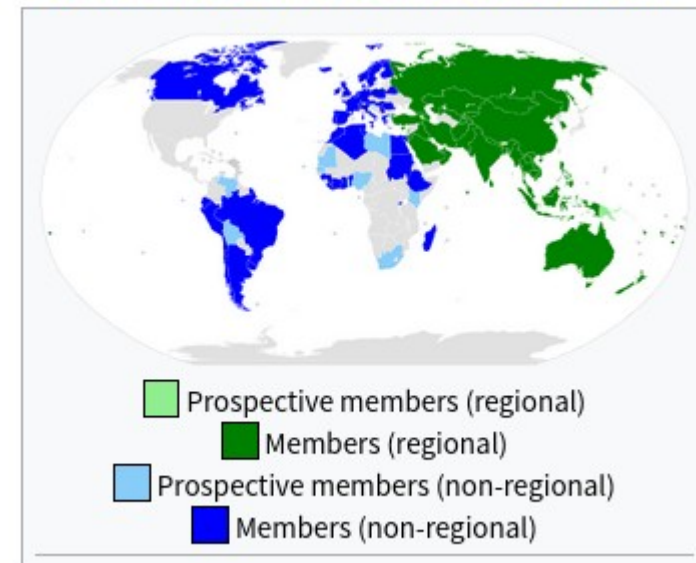 Prospective members (regional)
Members (regional)
Prospective members (non-regional)
Members (non-regional)